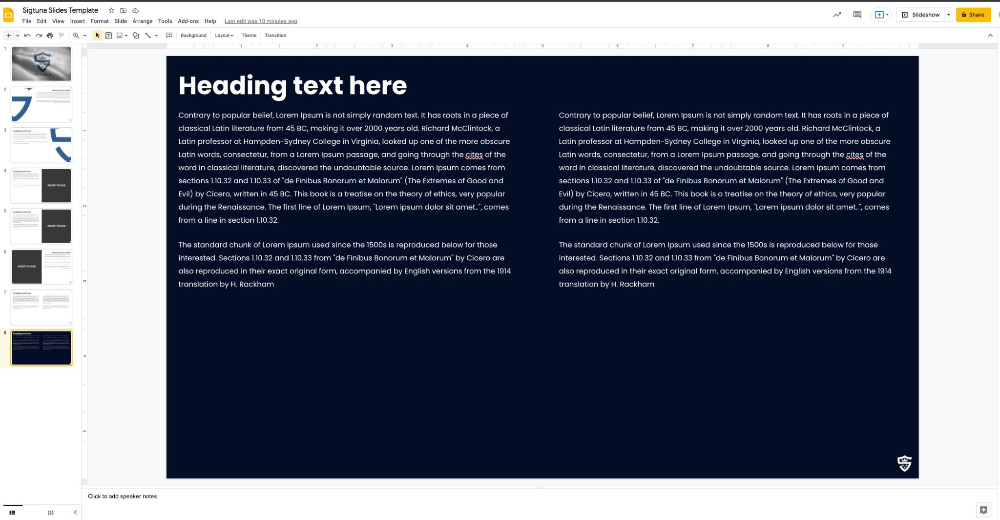 Sigtuna Slides Template
File Edit View Insert Format Slide Arrange Tools Add-ons Help Last edit was 10 minutes ago
Slideshow
Share
Background Layout Theme Transition
1 2 3 4 5 6 7 8 9
1
2
Heading text here
3
Heading text here
4
Heading text here
INSERT IMAGE
5
Heading text here
INSERT IMAGE
6
Heading text here
INSERT IMAGE
7
Heading text here
8
Heading text here
1
2
3
4
5
Heading text here
Contrary to popular belief, Lorem Ipsum is not simply random text. It has roots in a piece of
classical Latin literature from 45 BC, making it over 2000 years old. Richard McClintock, a
Latin professor at Hampden-Sydney College in Virginia, looked up one of the more obscure
Latin words, consectetur, from a Lorem Ipsum passage, and going through the cites of the
word in classical literature, discovered the undoubtable source. Lorem Ipsum comes from
sections 1.10.32 and 1.10.33 of "de Finibus Bonorum et Malorum" (The Extremes of Good and
Evil) by Cicero, written in 45 BC. This book is a treatise on the theory of ethics, very popular
during the Renaissance. The first line of Lorem Ipsum, "Lorem ipsum dolor sit amet..", comes
from a line in section 1.10.32.
The standard chunk of Lorem Ipsum used since the 1500s is reproduced below for those
interested. Sections 1.10.32 and 1.10.33 from "de Finibus Bonorum et Malorum" by Cicero are
also reproduced in their exact original form, accompanied by English versions from the 1914
translation by H. Rackham
Contrary to popular belief, Lorem Ipsum is not simply random text. It has roots in a piece of
classical Latin literature from 45 BC, making it over 2000 years old. Richard McClintock, a
Latin professor at Hampden-Sydney College in Virginia, looked up one of the more obscure
Latin words, consectetur, from a Lorem Ipsum passage, and going through the cites of the
word in classical literature, discovered the undoubtable source. Lorem Ipsum comes from
sections 1.10.32 and 1.10.33 of "de Finibus Bonorum et Malorum" (The Extremes of Good and
Evil) by Cicero, written in 45 BC. This book is a treatise on the theory of ethics, very popular
during the Renaissance. The first line of Lorem Ipsum, "Lorem ipsum dolor sit amet..", comes
from a line in section 1.10.32.
The standard chunk of Lorem Ipsum used since the 1500s is reproduced below for those
interested. Sections 1.10.32 and 1.10.33 from "de Finibus Bonorum et Malorum" by Cicero are
also reproduced in their exact original form, accompanied by English versions from the 1914
translation by H. Rackham
Click to add speaker notes